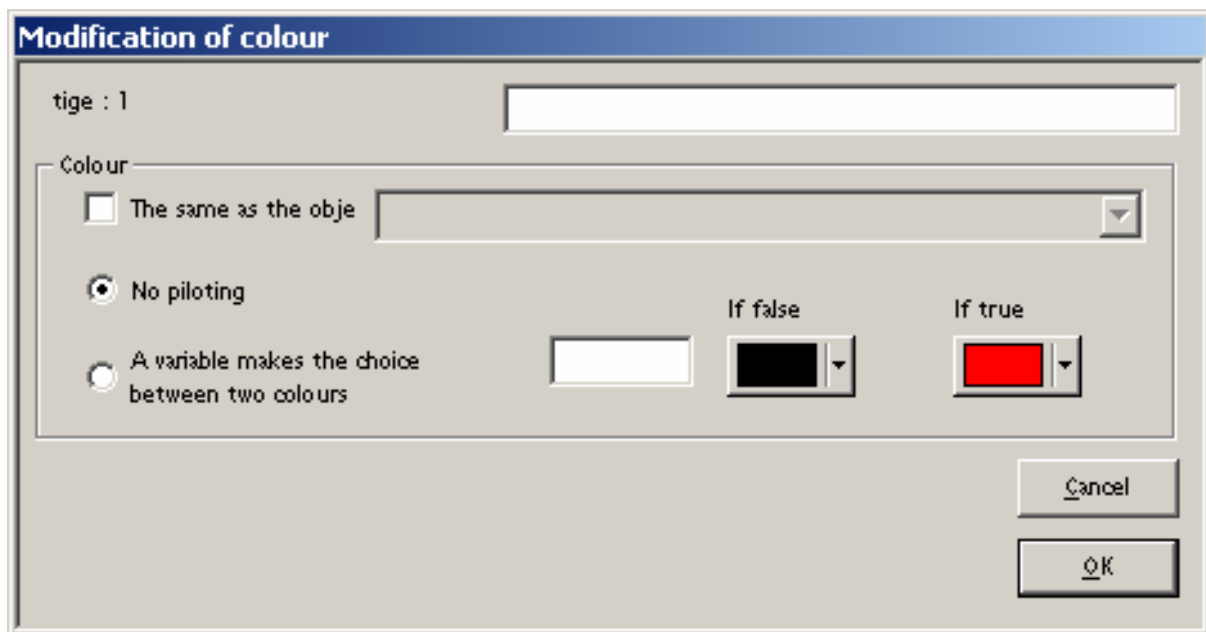 Modification of colour
tige : 1
Colour
The same as the obje
No piloting
If false
If true
A variable makes the choice
between two colours
Cancel
OK